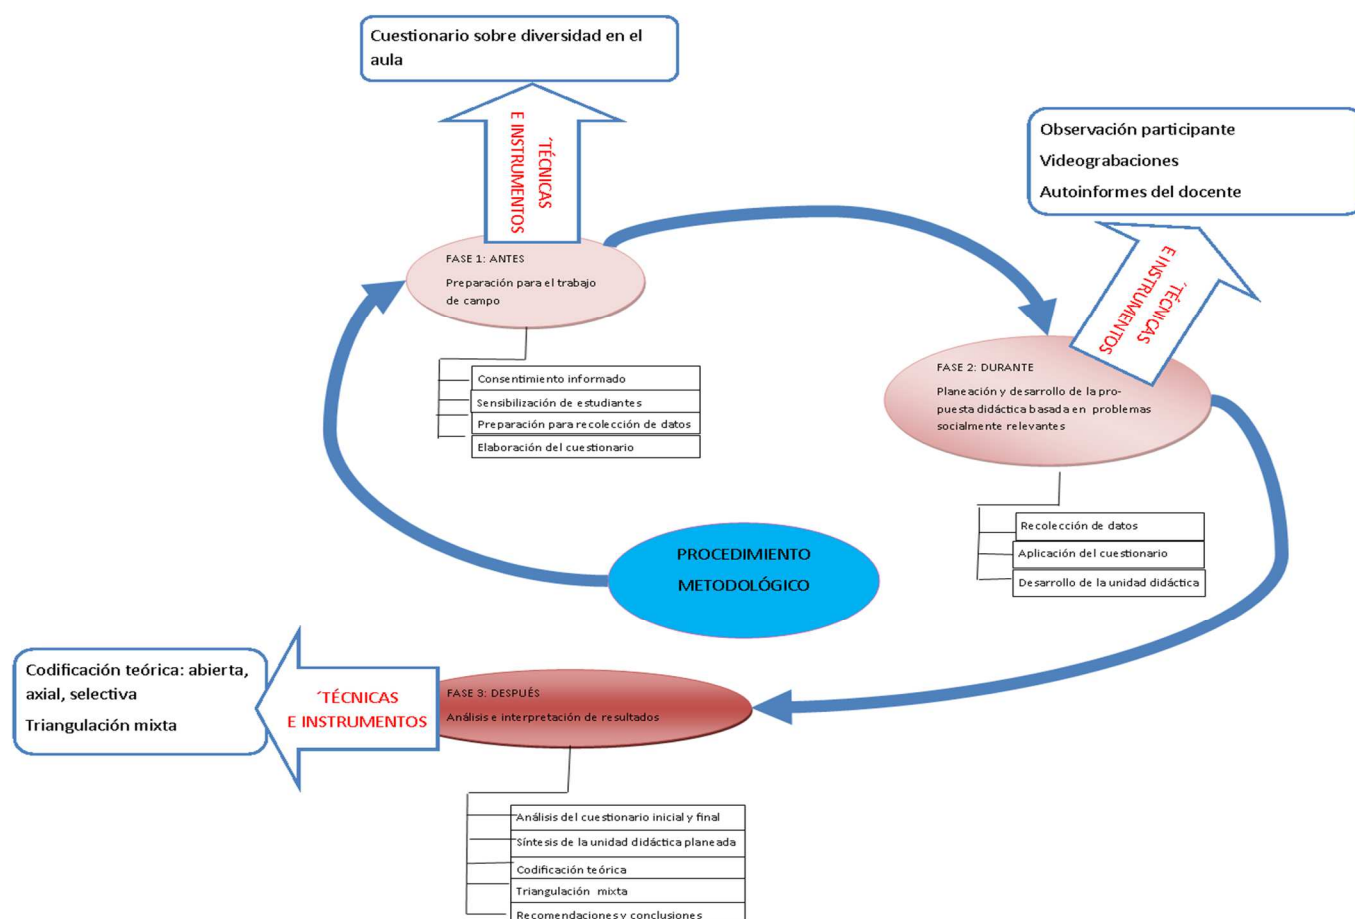 Cuestionario sobre diversidad en el
aula
´TÉCNICAS
E INSTRUMENTOS
FASE 1: ANTES
Preparación para el trabajo
de campo
Consentimiento informado
Sensibilización de estudiantes
Preparación para recolección de datos
Elaboración del cuestionario
Observación participante
Videograbaciones
Autoinformes del docente
´TÉCNICAS
E INSTRUMENTOS
FASE 2: DURANTE
Planeación y desarrollo de la pro-
puesta didáctica basada en problemas
socialmente relevantes
Recolección de datos
Aplicación del cuestionario
Desarrollo de la unidad didáctica
PROCEDIMIENTO
METODOLÓGICO
Codificación teórica: abierta,
axial, selectiva
Triangulación mixta
´TÉCNICAS
E INSTRUMENTOS
FASE 3: DESPUÉS
Análisis e interpretación de resultados
Análisis del cuestionario inicial y final
Síntesis de la unidad didáctica planeada
Codificación teórica
Triangulación mixta
Recomendaciones y conclusiones